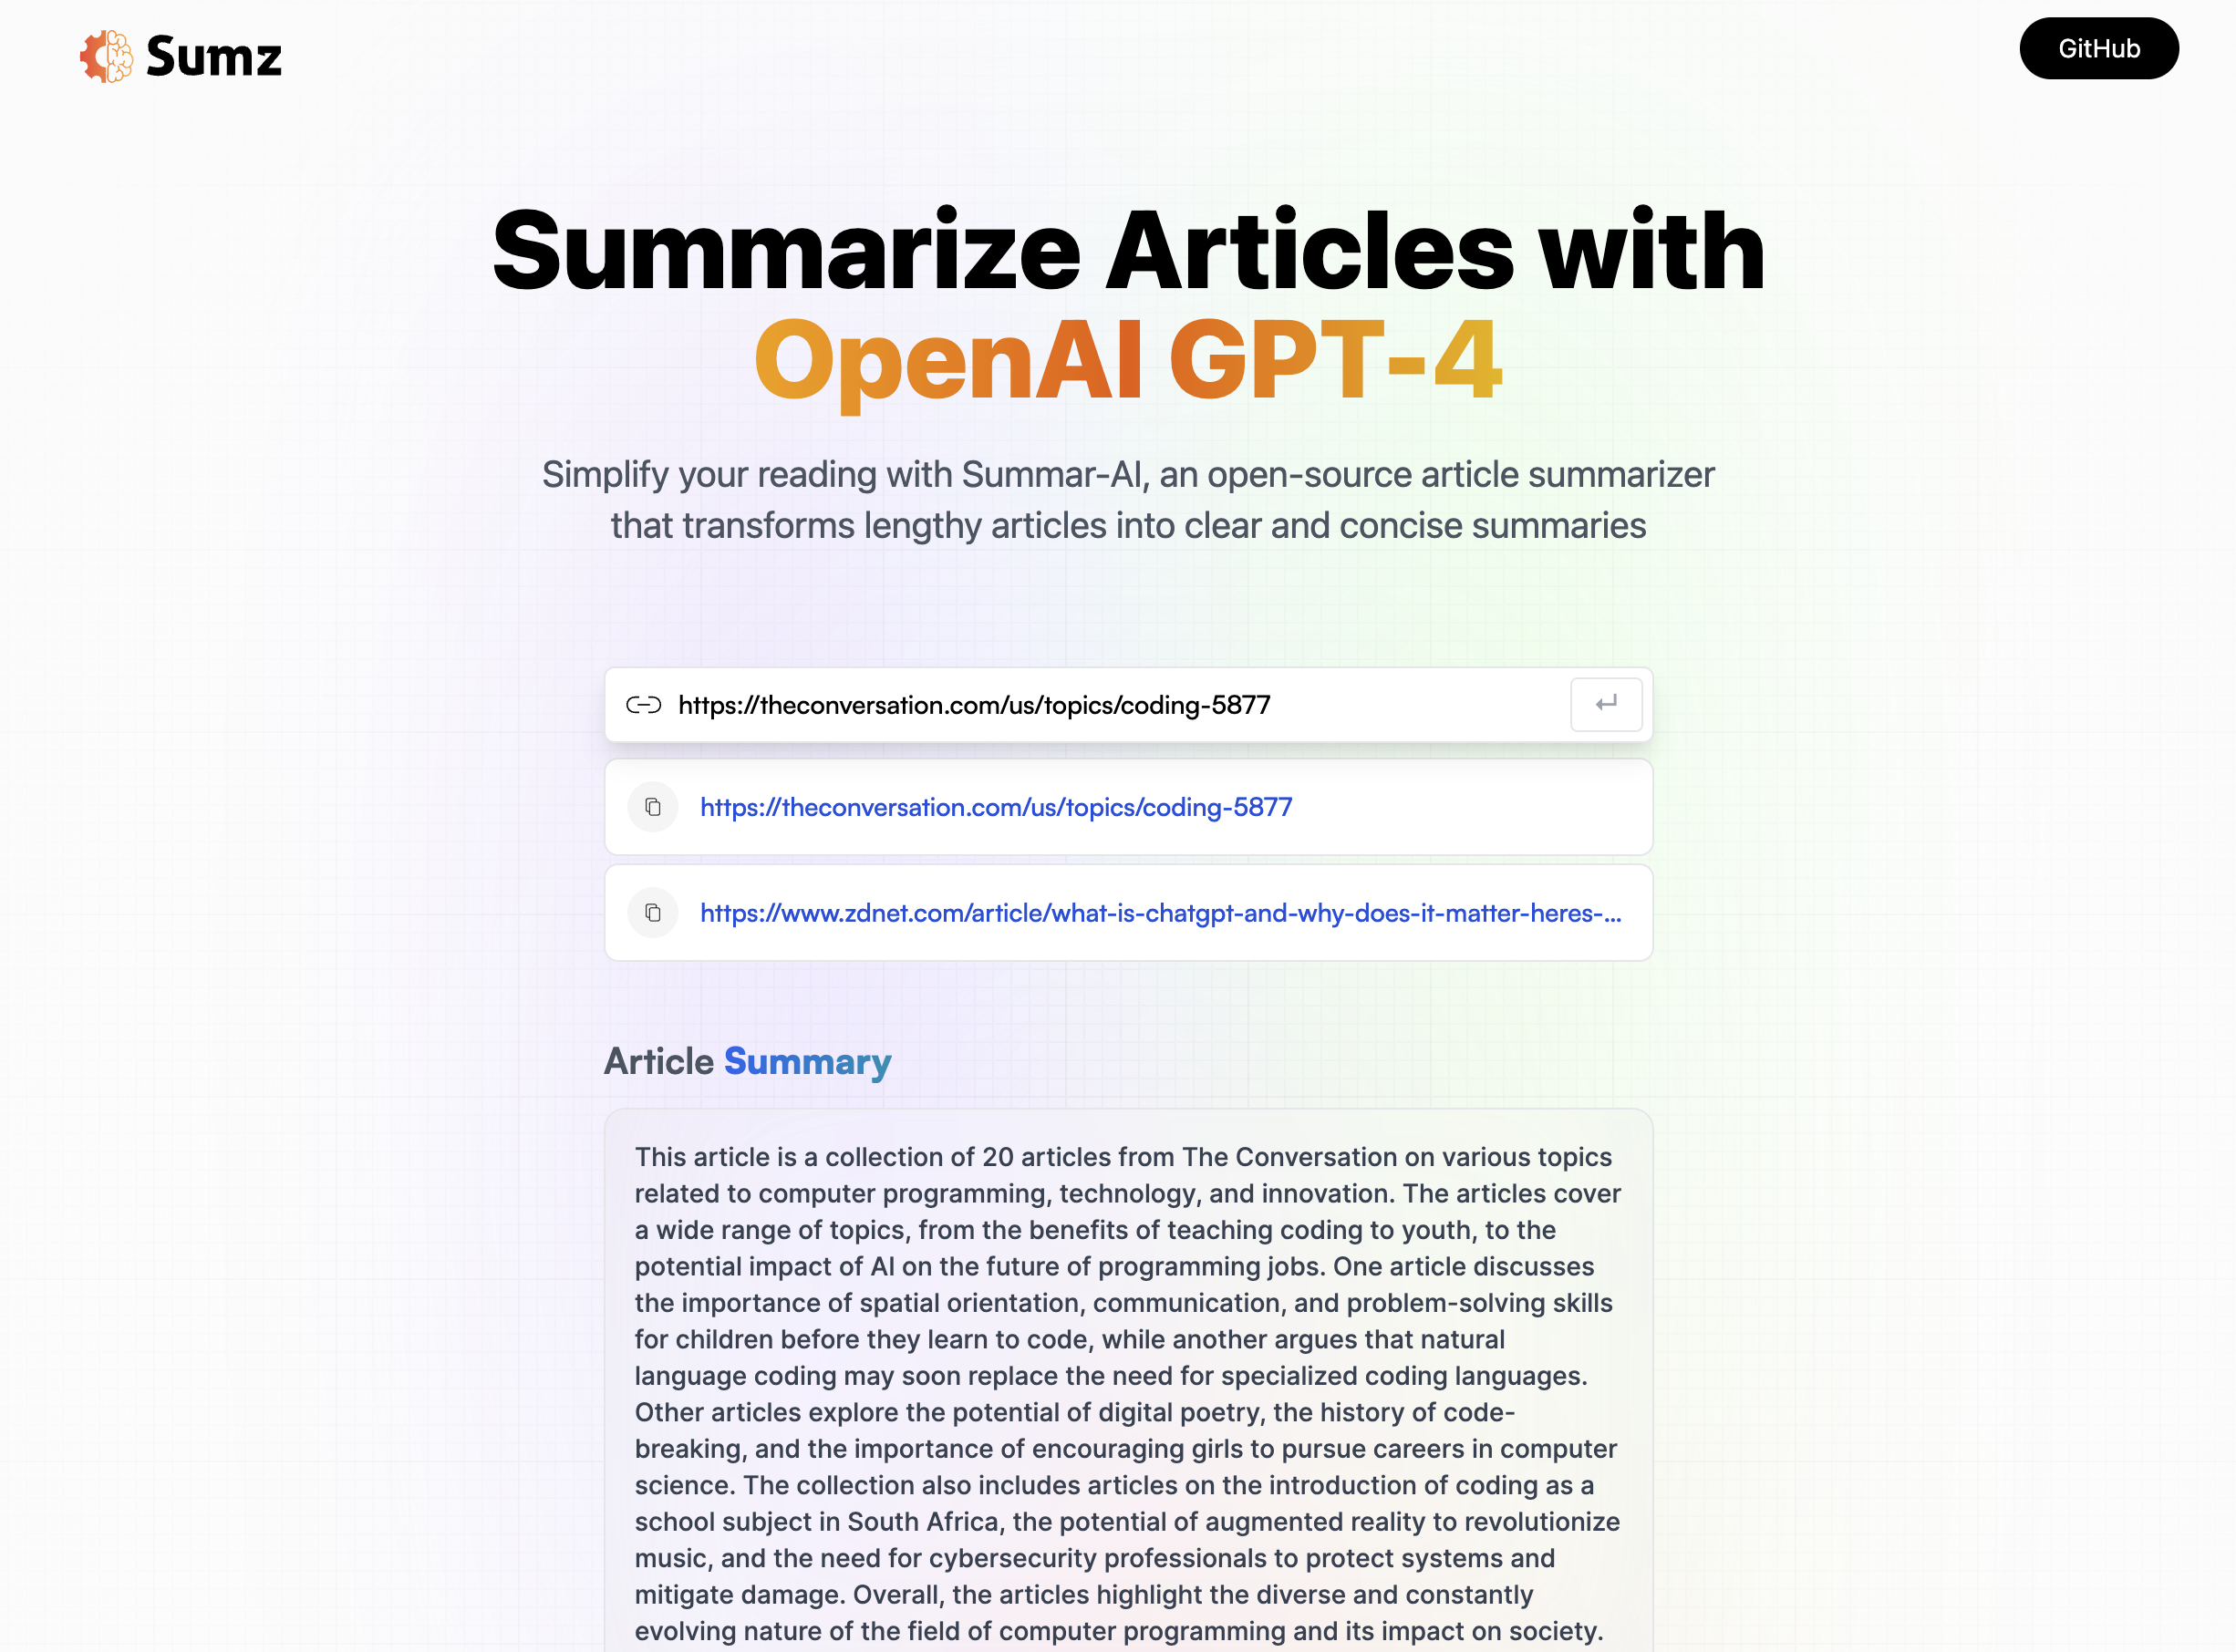 Sumz
GitHub
Summarize Articles with
OpenAI GPT-4
Simplify your reading with Summar-AI, an open-source article summarizer
that transforms lengthy articles into clear and concise summaries
https://theconversation.com/us/topics/coding-5877
https://theconversation.com/us/topics/coding-5877
https://www.zdnet.com/article/what-is-chatgpt-and-why-does-it-matter-heres-...
Article Summary
This article is a collection of 20 articles from The Conversation on various topics
related to computer programming, technology, and innovation. The articles cover
a wide range of topics, from the benefits of teaching coding to youth, to the
potential impact of AI on the future of programming jobs. One article discusses
the importance of spatial orientation, communication, and problem-solving skills
for children before they learn to code, while another argues that natural
language coding may soon replace the need for specialized coding languages.
Other articles explore the potential of digital poetry, the history of code-
breaking, and the importance of encouraging girls to pursue careers in computer
science. The collection also includes articles on the introduction of coding as a
school subject in South Africa, the potential of augmented reality to revolutionize
music, and the need for cybersecurity professionals to protect systems and
mitigate damage. Overall, the articles highlight the diverse and constantly
evolving nature of the field of computer programming and its impact on society.